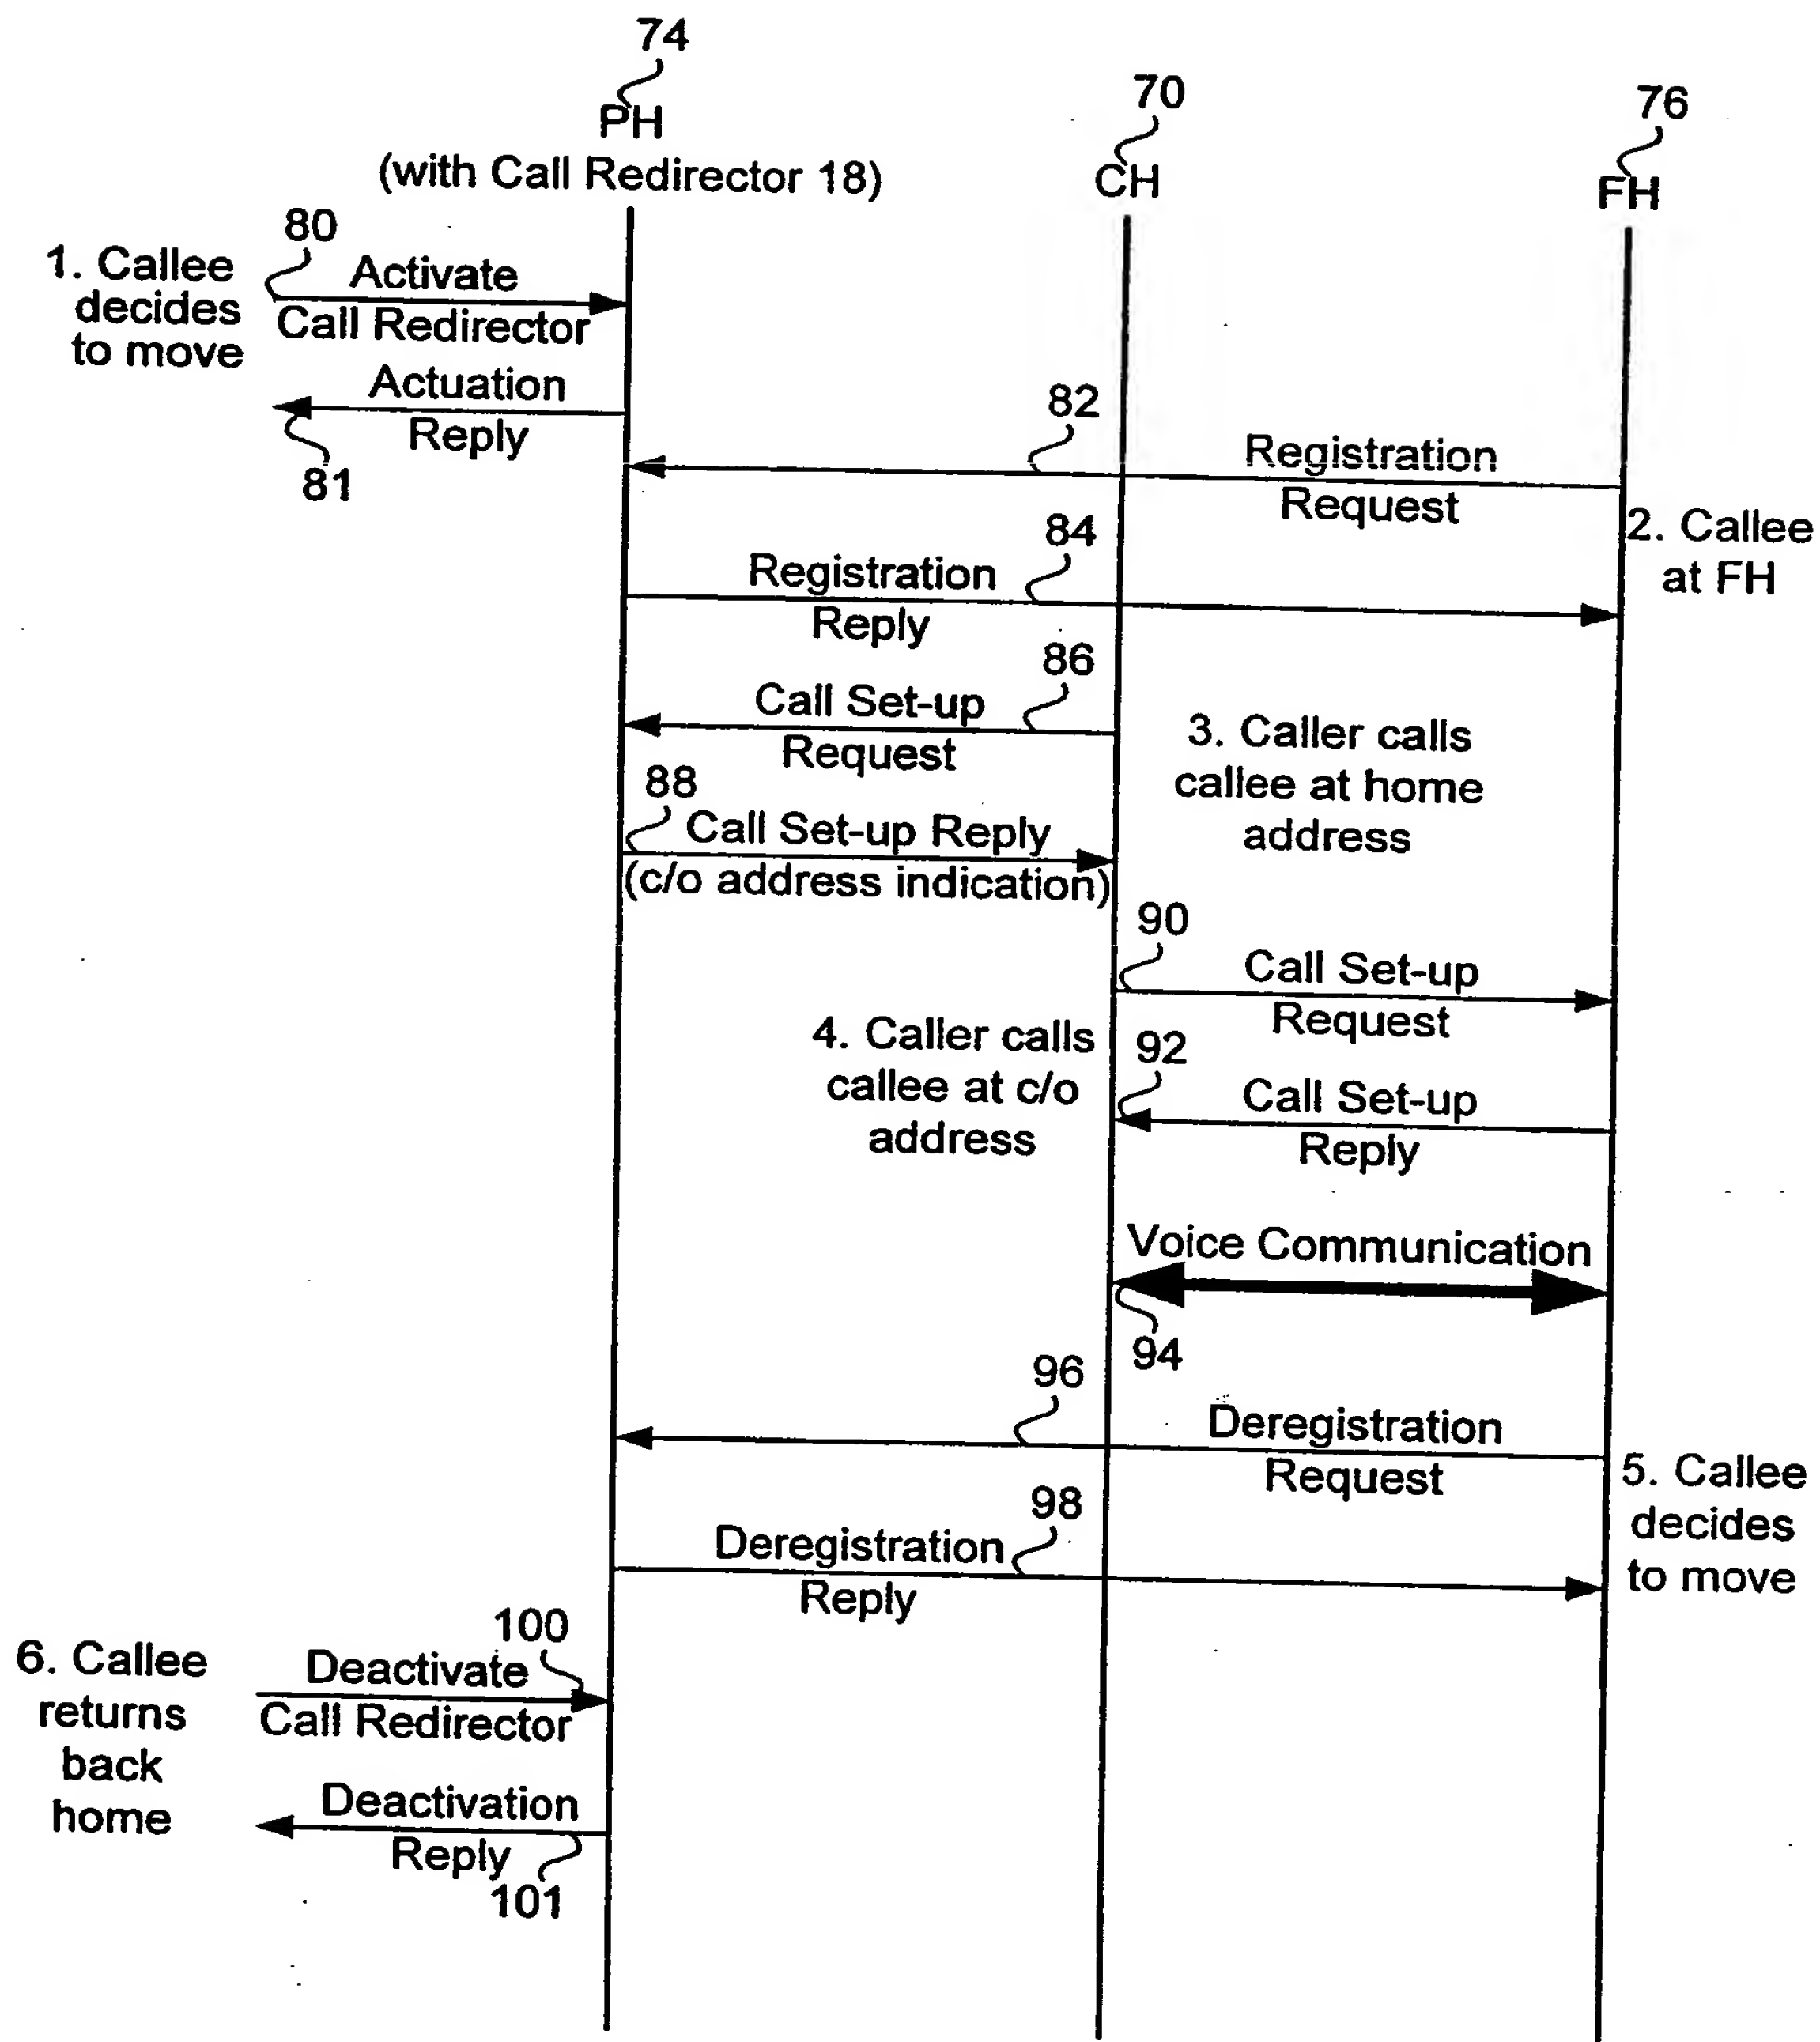 74
PH
(with Call Redirector 18)
70
CH
76
FH
1. Callee
decides
to move
80
Activate
Call Redirector
Actuation
Reply
81
82
Registration
Request
2. Callee
at FH
84
Registration
Reply
86
Call Set-up
Request
3. Caller calls
callee at home
address
88
Call Set-up Reply
(c/o address indication)
90
Call Set-up
Request
4. Caller calls
callee at c/o
address
92
Call Set-up
Reply
Voice Communication
94
96
Deregistration
Request
5. Callee
decides
to move
98
Deregistration
Reply
6. Callee
returns
back
home
100
Deactivate
Call Redirector
Deactivation
Reply
101